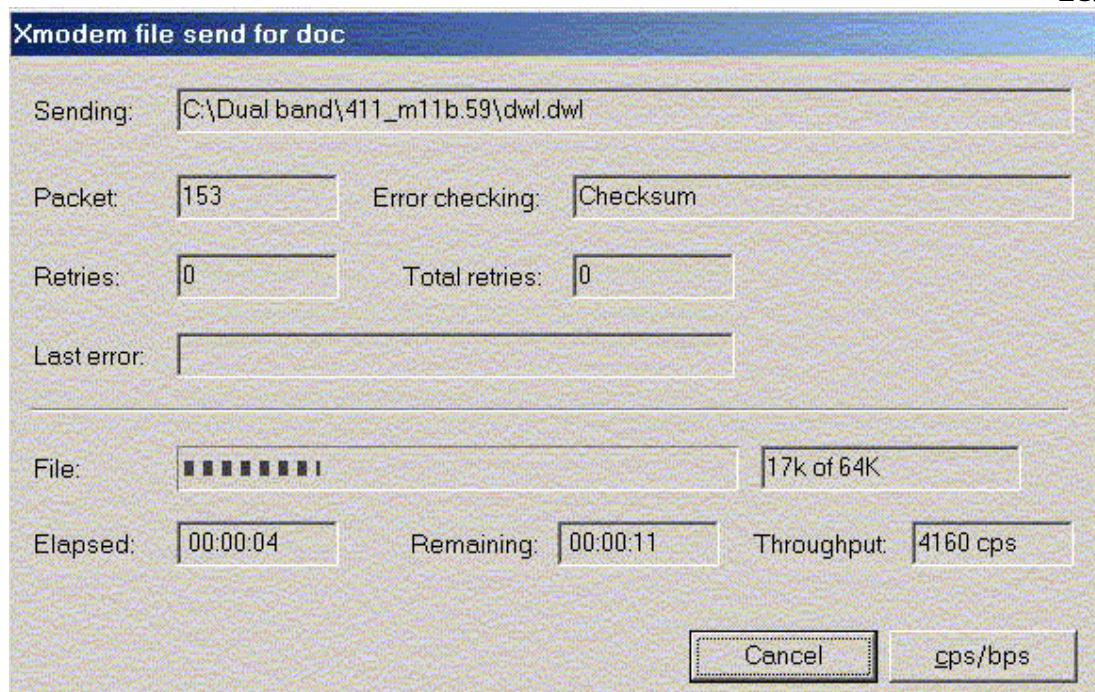 Xmodem file send for doc
Sending: C:\Dual band\411_m11b.59\dwl.dwl
Packet: 153 Error checking: Checksum
Retries: 0 Total retries: 0
Last error:
File: 17k of 64K
Elapsed: 00:00:04 Remaining: 00:00:11 Throughput: 4160 cps
Cancel cps/bps